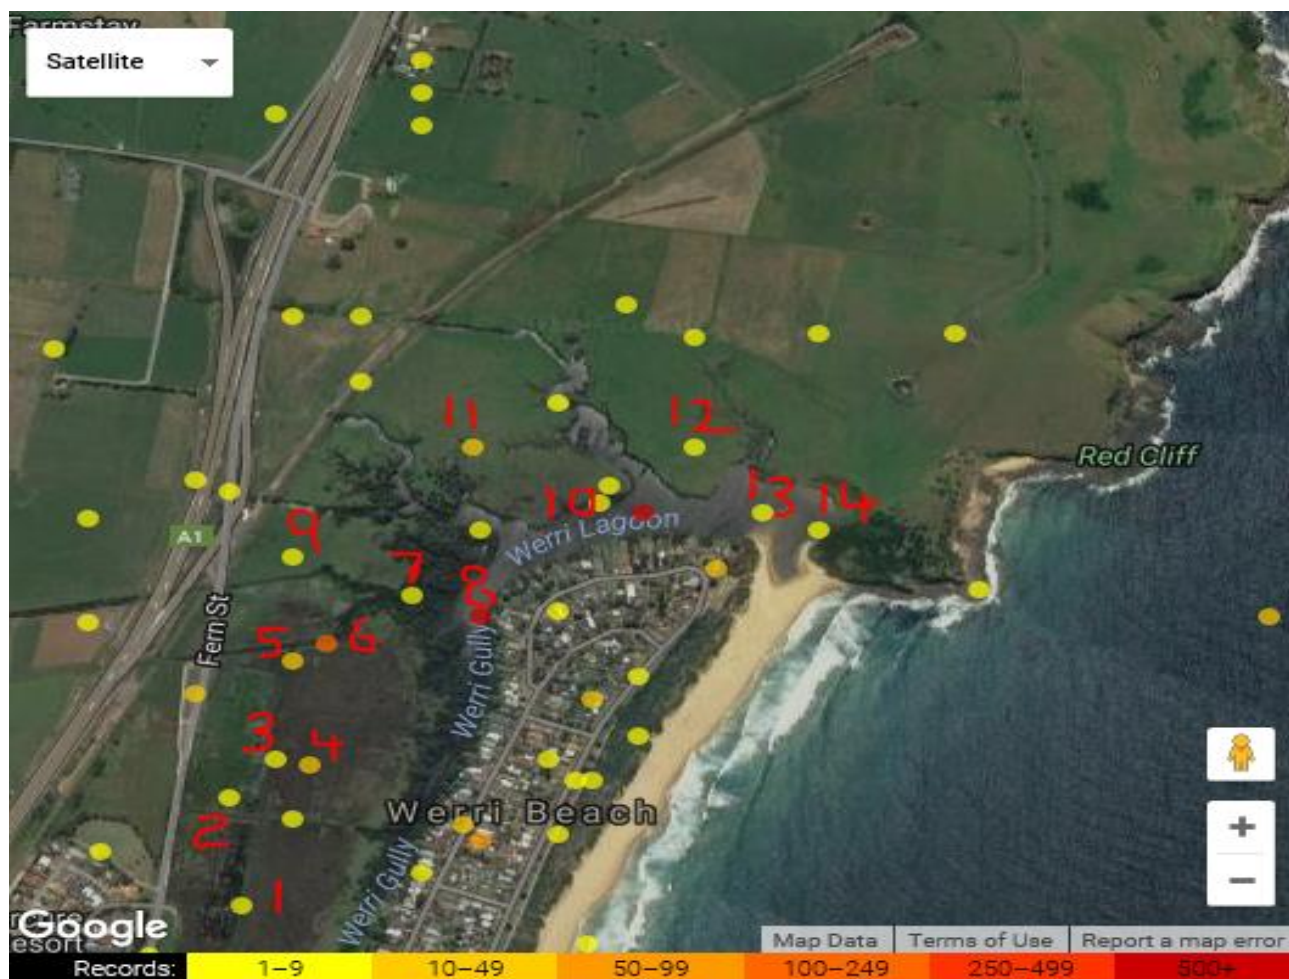 Farmstay
Satellite
11
12
Red Cliff
10
13
14
Werri Lagoon
A1
9
7
8
Fern St
5
6
Werri Gully
3
4
Werri Beach
2
Werri Gully
1
Google
esort
Map Data
Terms of Use
Report a map error
Records:
1–9
10–49
50–99
100–249
250–499
500+